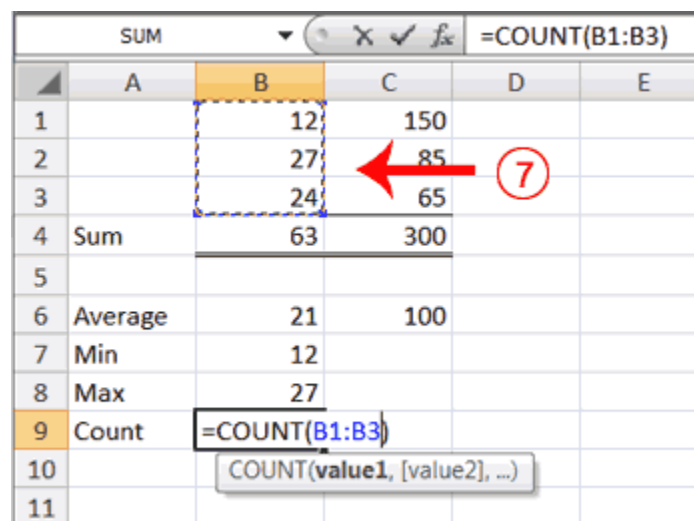 SUM =COUNT(B1:B3)
A B C D E
1 12 150
2 27 85 7
3 24 65
4 Sum 63 300
5
6 Average 21 100
7 Min 12
8 Max 27
9 Count =COUNT(B1:B3)
10 COUNT(value1, [value2], ...)
11